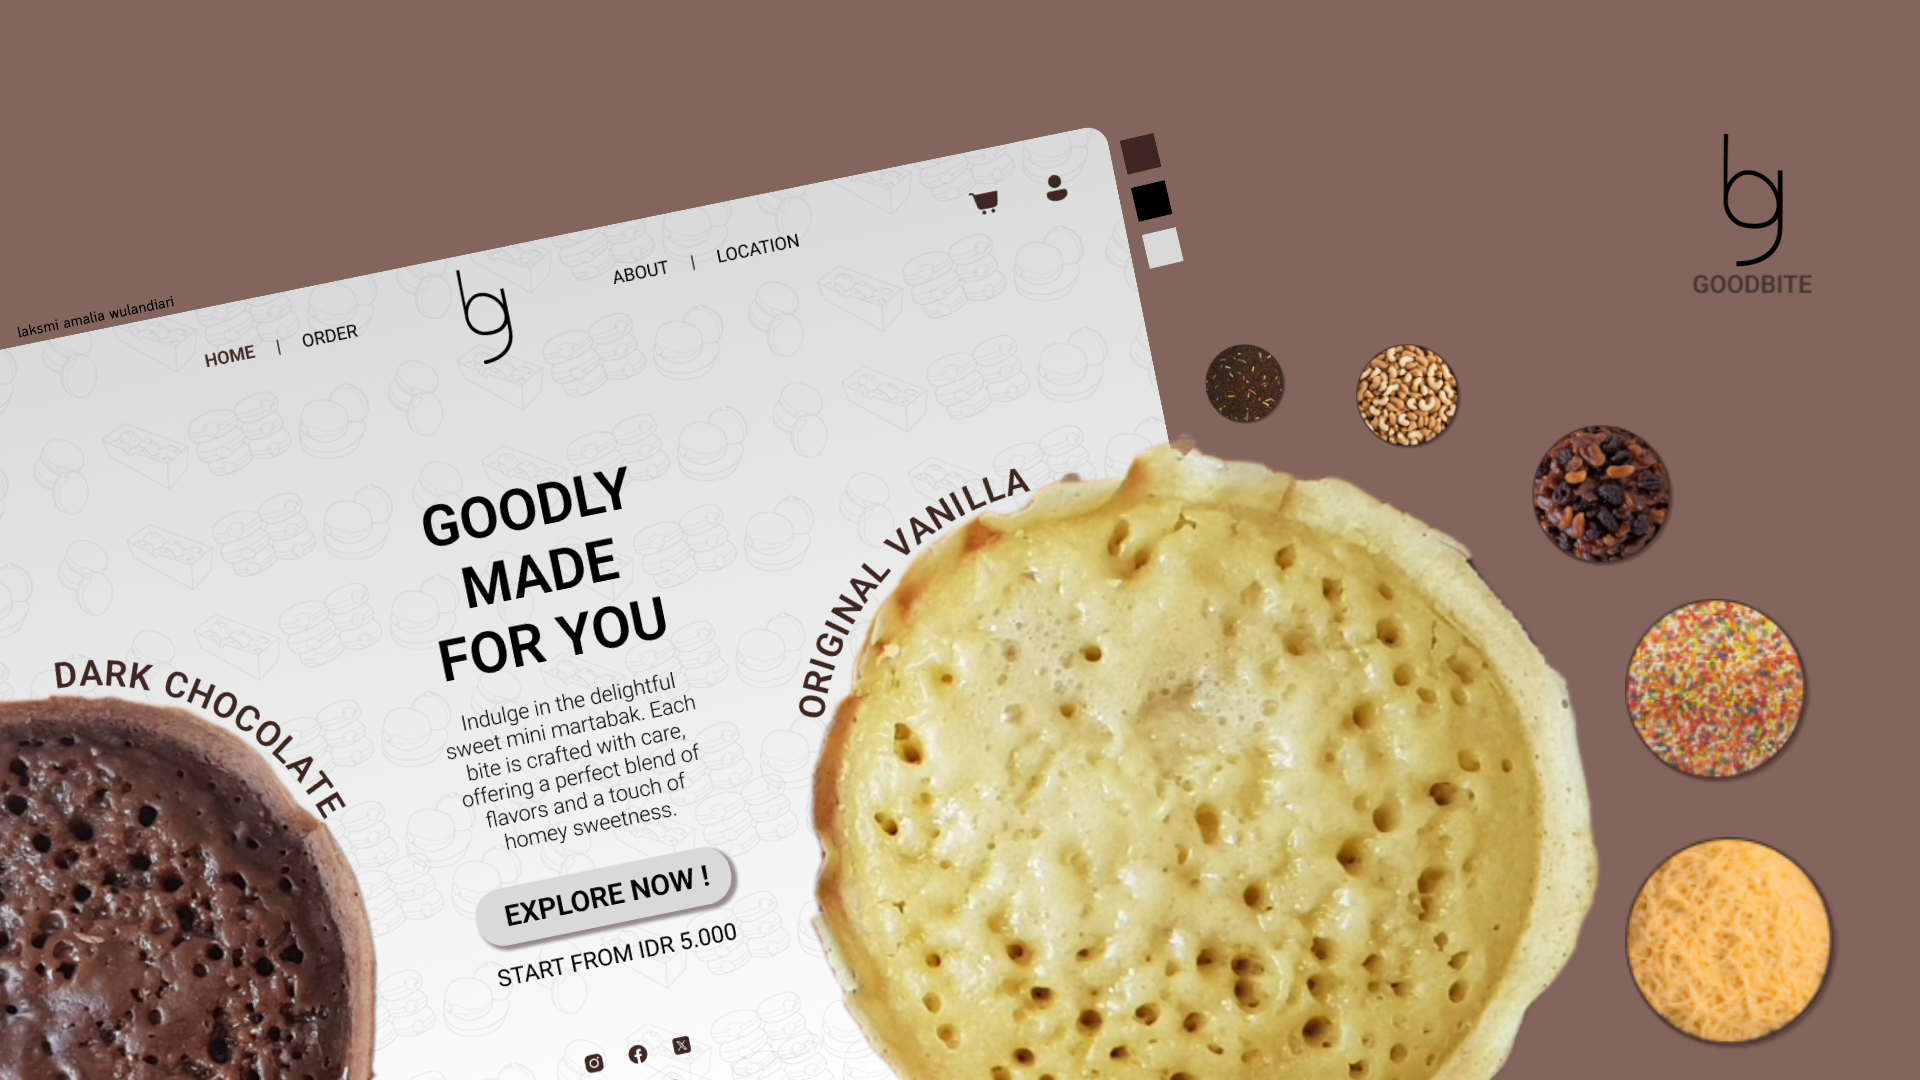 laksmi amalia wulandiari
HOME | ORDER
bg
ABOUT | LOCATION
bg
GOODBITE
GOODLY
MADE
FOR YOU
Indulge in the delightful
sweet mini martabak. Each
bite is crafted with care,
offering a perfect blend of
flavors and a touch of
homey sweetness.
EXPLORE NOW !
START FROM IDR 5.000
DARK CHOCOLATE
ORIGINAL VANILLA